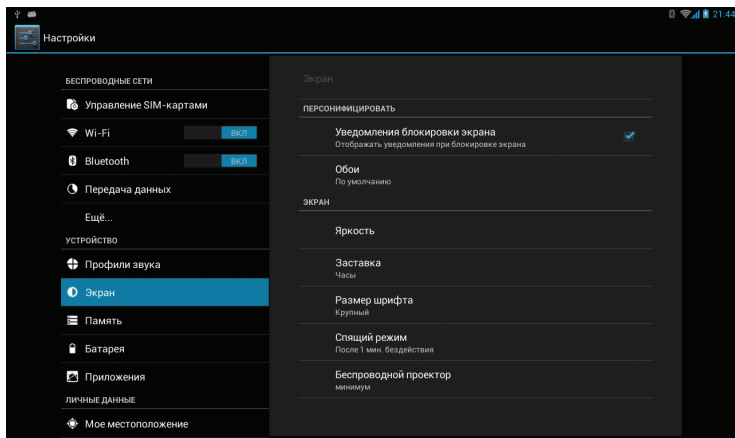 21:44
Настройки
БЕСПРОВОДНЫЕ СЕТИ
Управление SIM-картами
Wi-Fi ВКЛ
Bluetooth ВКЛ
Передача данных
Ещё...
УСТРОЙСТВО
Профили звука
Экран
Память
Батарея
Приложения
ЛИЧНЫЕ ДАННЫЕ
Мое местоположение
Экран
ПЕРСОНИФИЦИРОВАТЬ
Уведомления блокировки экрана
Отображать уведомления при блокировке экрана
Обои
По умолчанию
ЭКРАН
Яркость
Заставка
Часы
Размер шрифта
Крупный
Спящий режим
После 1 мин. бездействия
Беспроводной проектор
минимум